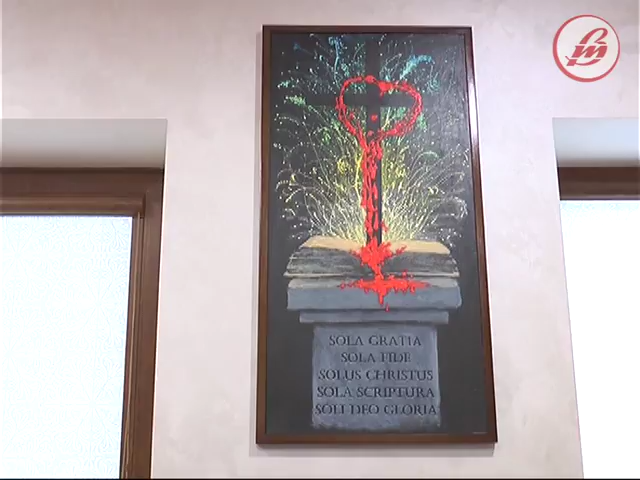 SOLA GRATIA
SOLA FIDE
SOLUS CHRISTUS
SOLA SCRIPTURA
SOLI DEO GLORIA